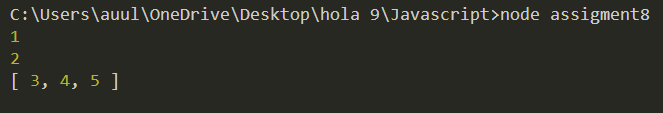 C:\Users\auul\OneDrive\Desktop\hola 9\Javascript>node assigment8
1
2
[ 3, 4, 5 ]